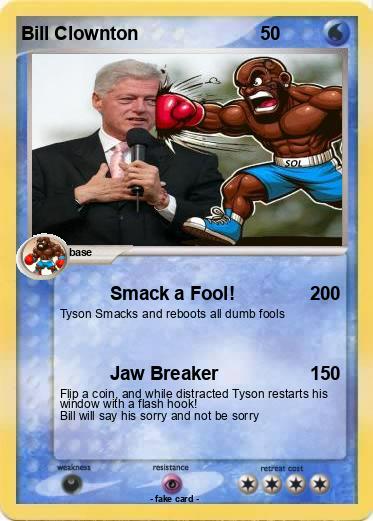 Bill Clownton 50
SOL
base
Smack a Fool! 200
Tyson Smacks and reboots all dumb fools
Jaw Breaker 150
Flip a coin, and while distracted Tyson restarts his
window with a flash hook!
Bill will say his sorry and not be sorry
weakness resistance retreat cost
- fake card -